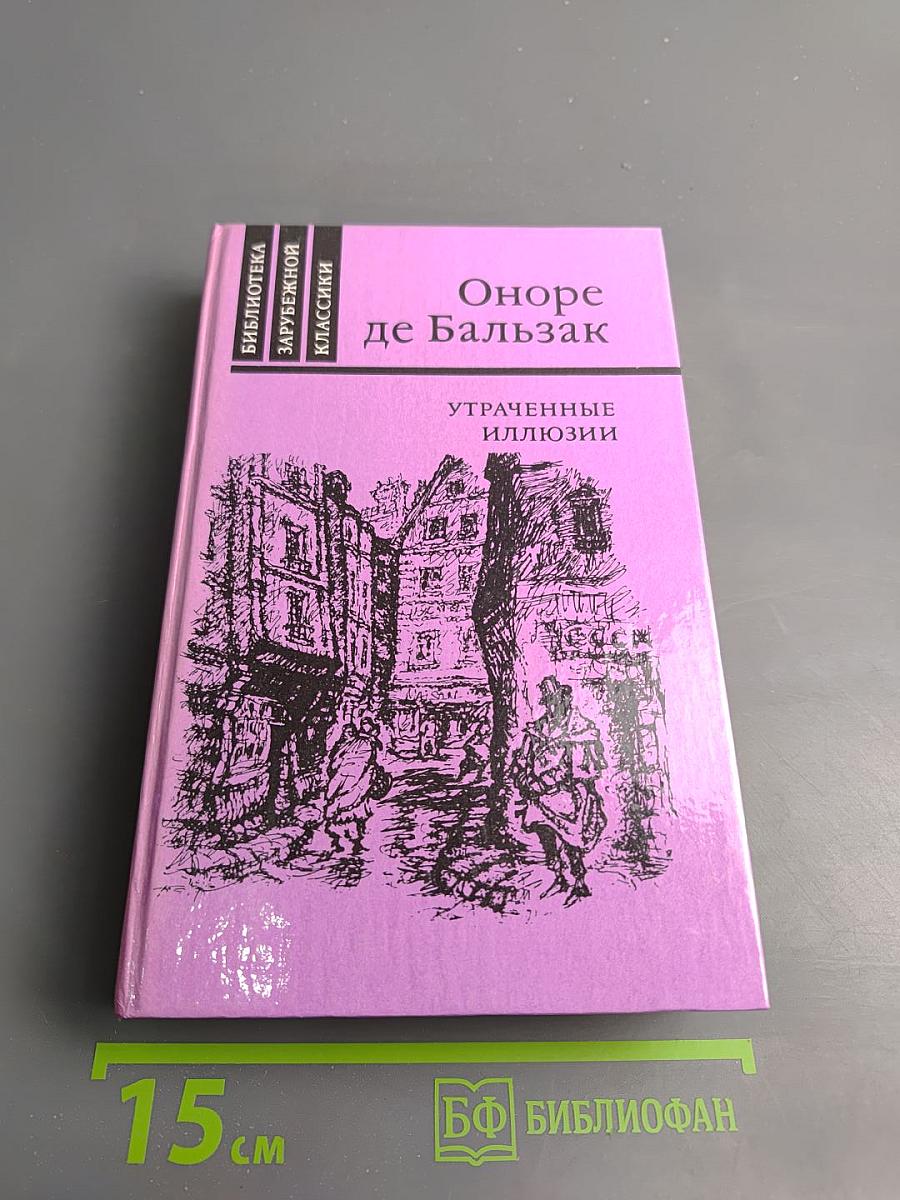 БИБЛИОТЕКА
ЗАРУБЕЖНОЙ
КЛАССИКИ
Оноре
де Бальзак
УТРАЧЕННЫЕ
ИЛЛЮЗИИ
15 см
БФ БИБЛИОФАН